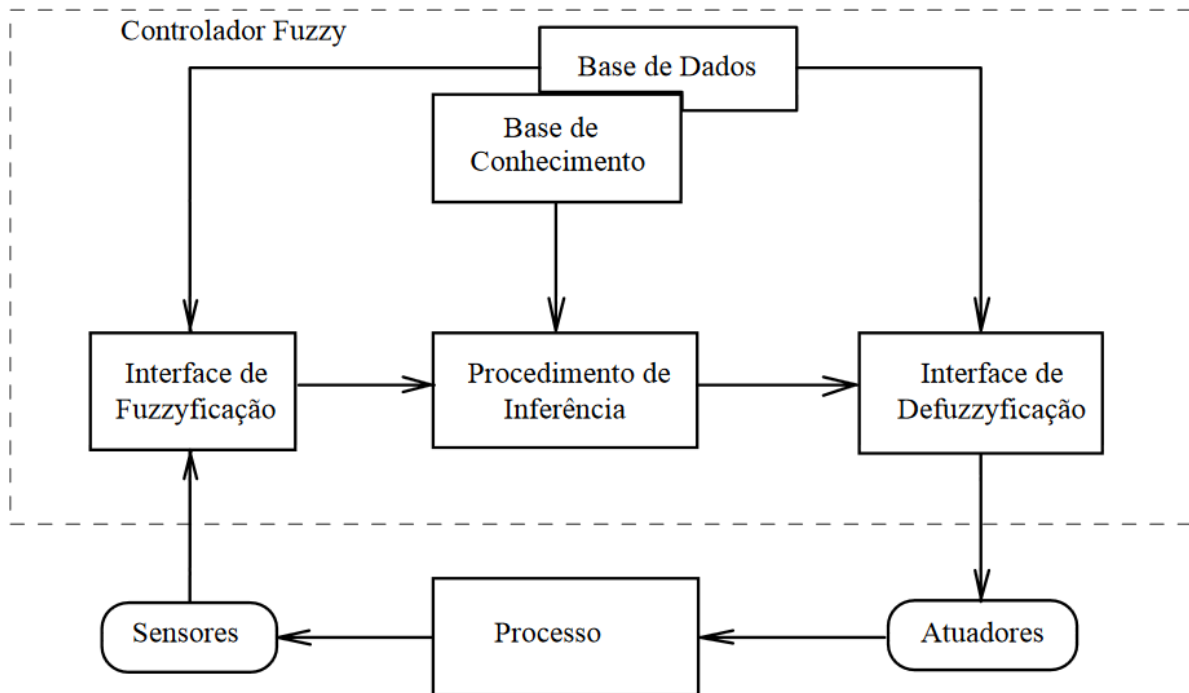 Controlador Fuzzy
Base de Dados
Base de
Conhecimento
Interface de
Fuzzyficação
Procedimento de
Inferência
Interface de
Defuzzyficação
Sensores
Processo
Atuadores